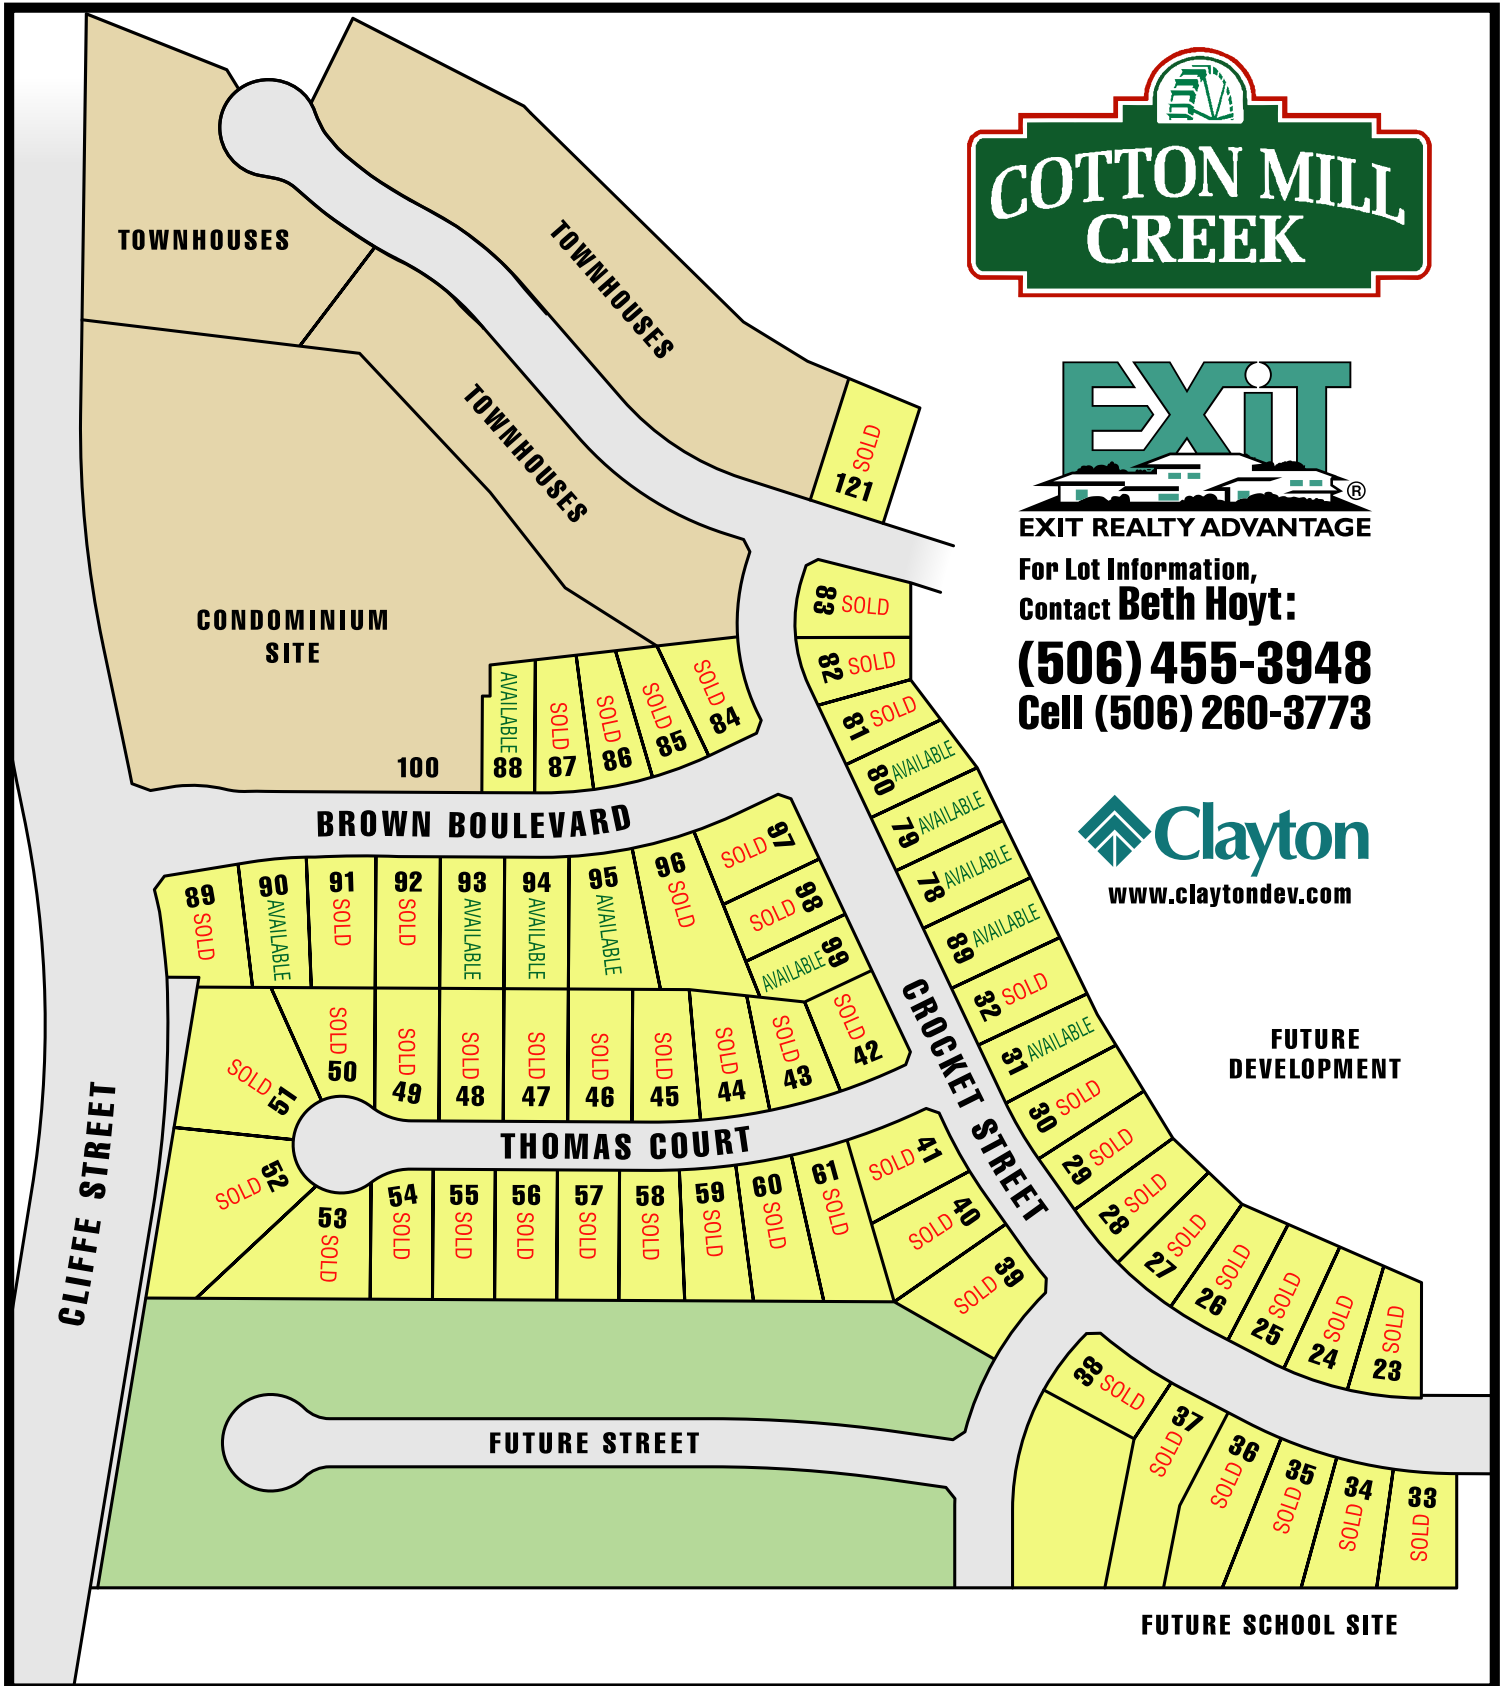 COTTON MILL
CREEK
EXiT
®
EXIT REALTY ADVANTAGE
For Lot Information,
Contact Beth Hoyt:
(506) 455-3948
Cell (506) 260-3773
Clayton
www.claytondev.com
FUTURE
DEVELOPMENT
TOWNHOUSES
TOWNHOUSES
TOWNHOUSES
CONDOMINIUM
SITE
100
121 SOLD
83 SOLD
82 SOLD
81 SOLD
80 AVAILABLE
79 AVAILABLE
78 AVAILABLE
89 AVAILABLE
32 SOLD
31 AVAILABLE
30 SOLD
29 SOLD
28 SOLD
27 SOLD
26 SOLD
25 SOLD
24 SOLD
23 SOLD
88 AVAILABLE
87 SOLD
86 SOLD
85 SOLD
84 SOLD
BROWN BOULEVARD
89 SOLD
90 AVAILABLE
91 SOLD
92 SOLD
93 AVAILABLE
94 AVAILABLE
95 AVAILABLE
96 SOLD
SOLD 97
SOLD 98
AVAILABLE 99
CROCKET STREET
SOLD 51
SOLD 50
SOLD 49
SOLD 48
SOLD 47
SOLD 46
SOLD 45
SOLD 44
SOLD 43
SOLD 42
THOMAS COURT
CLIFFE STREET
SOLD 52
53 SOLD
54 SOLD
55 SOLD
56 SOLD
57 SOLD
58 SOLD
59 SOLD
60 SOLD
61 SOLD
SOLD 41
SOLD 40
SOLD 39
FUTURE STREET
38 SOLD
37 SOLD
36 SOLD
35 SOLD
34 SOLD
33 SOLD
FUTURE SCHOOL SITE